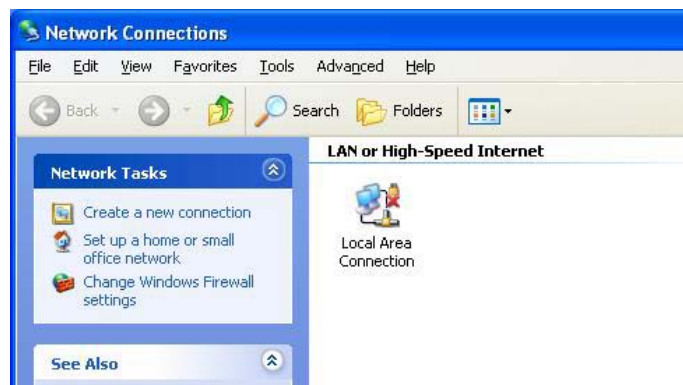 Network Connections
File Edit View Favorites Tools Advanced Help
Back Search Folders
Network Tasks
Create a new connection
Set up a home or small
office network
Change Windows Firewall
settings
See Also
LAN or High-Speed Internet
Local Area
Connection